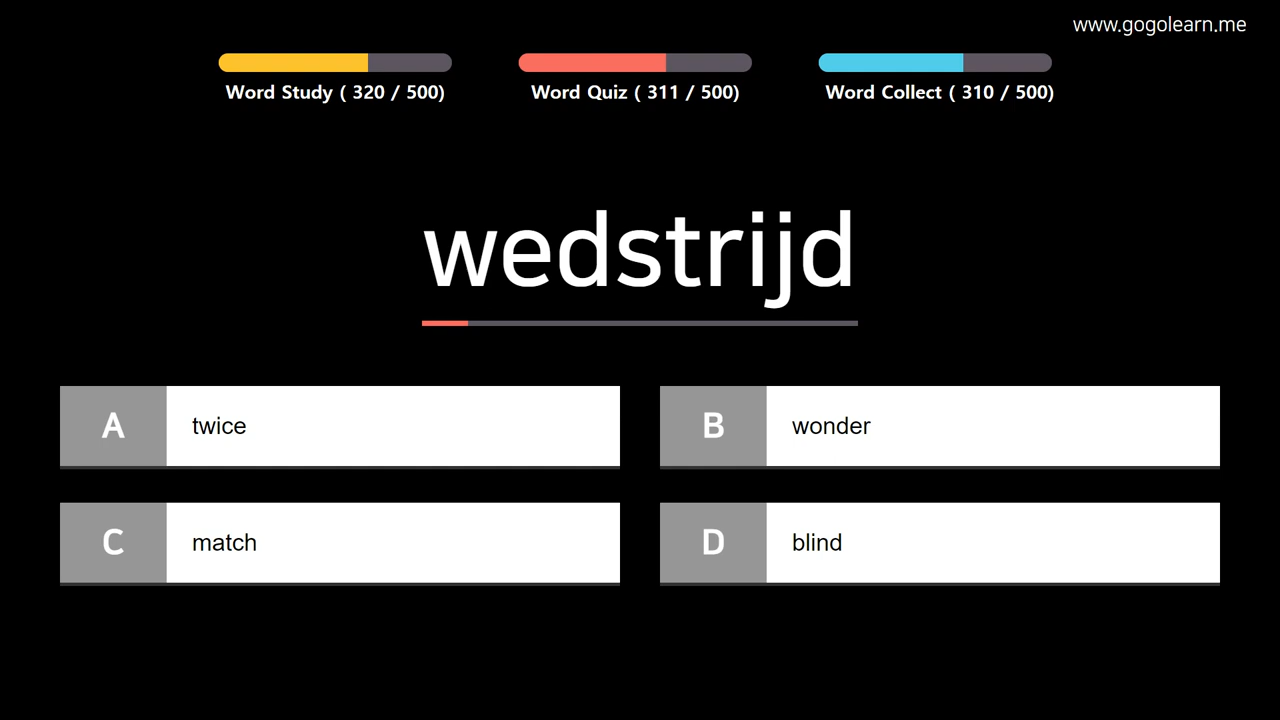 www.gogolearn.me
Word Study ( 320 / 500)
Word Quiz ( 311 / 500)
Word Collect ( 310 / 500)
wedstrijd
A twice
B wonder
C match
D blind